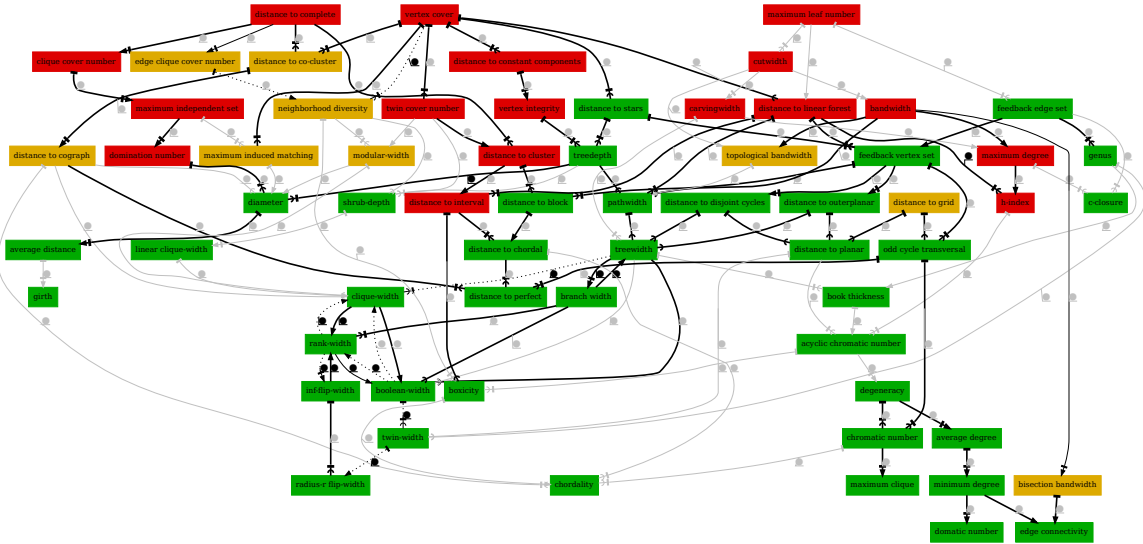 distance to complete
vertex cover
maximum leaf number
clique cover number
edge clique cover number
distance to co-cluster
distance to constant components
cutwidth
maximum independent set
neighborhood diversity
twin cover number
vertex integrity
distance to stars
carvingwidth
distance to linear forest
bandwidth
feedback edge set
distance to cograph
domination number
maximum induced matching
modular-width
distance to cluster
treedepth
topological bandwidth
feedback vertex set
maximum degree
genus
diameter
shrub-depth
distance to interval
distance to block
pathwidth
distance to disjoint cycles
distance to outerplanar
distance to grid
h-index
c-closure
average distance
linear clique-width
distance to chordal
treewidth
distance to planar
odd cycle transversal
girth
clique-width
distance to perfect
branch width
book thickness
rank-width
acyclic chromatic number
inf-flip-width
boolean-width
boxicity
degeneracy
twin-width
chromatic number
average degree
radius-r flip-width
chordality
maximum clique
minimum degree
bisection bandwidth
domatic number
edge connectivity